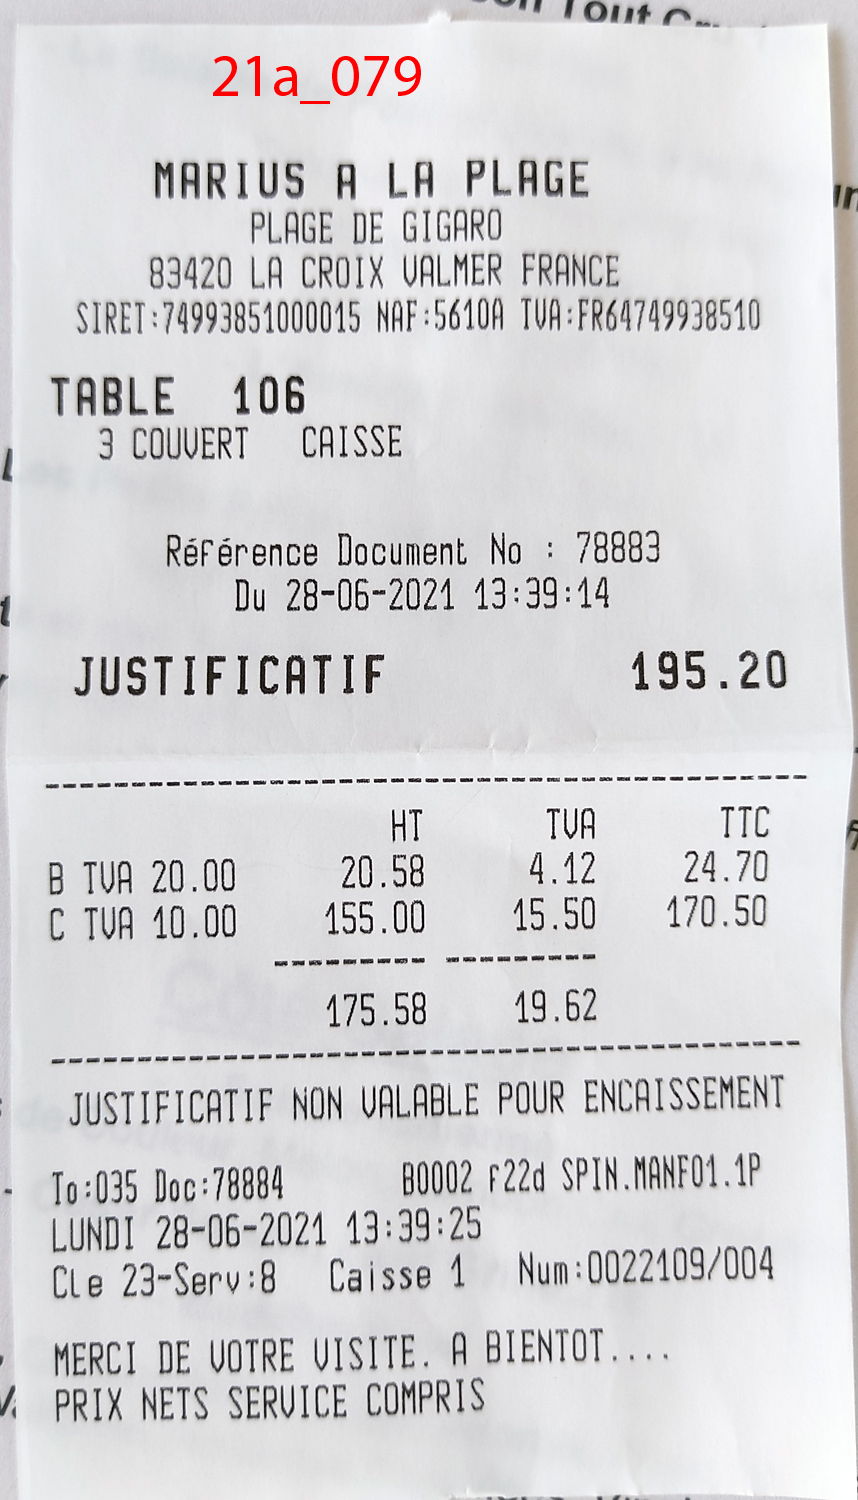 21a_079
MARIUS A LA PLAGE
PLAGE DE GIGARO
83420 LA CROIX VALMER FRANCE
SIRET:74993851000015 NAF:5610A TVA:FR64749938510
TABLE 106
3 COUVERT CAISSE
Référence Document No : 78883
Du 28-06-2021 13:39:14
JUSTIFICATIF 195.20
HT TVA TTC
B TVA 20.00 20.58 4.12 24.70
C TVA 10.00 155.00 15.50 170.50
175.58 19.62
JUSTIFICATIF NON VALABLE POUR ENCAISSEMENT
To:035 Doc:78884 B0002 f22d SPIN.MANF01.1P
LUNDI 28-06-2021 13:39:25
Cle 23-Serv:8 Caisse 1 Num:0022109/004
MERCI DE VOTRE VISITE. A BIENTOT....
PRIX NETS SERVICE COMPRIS